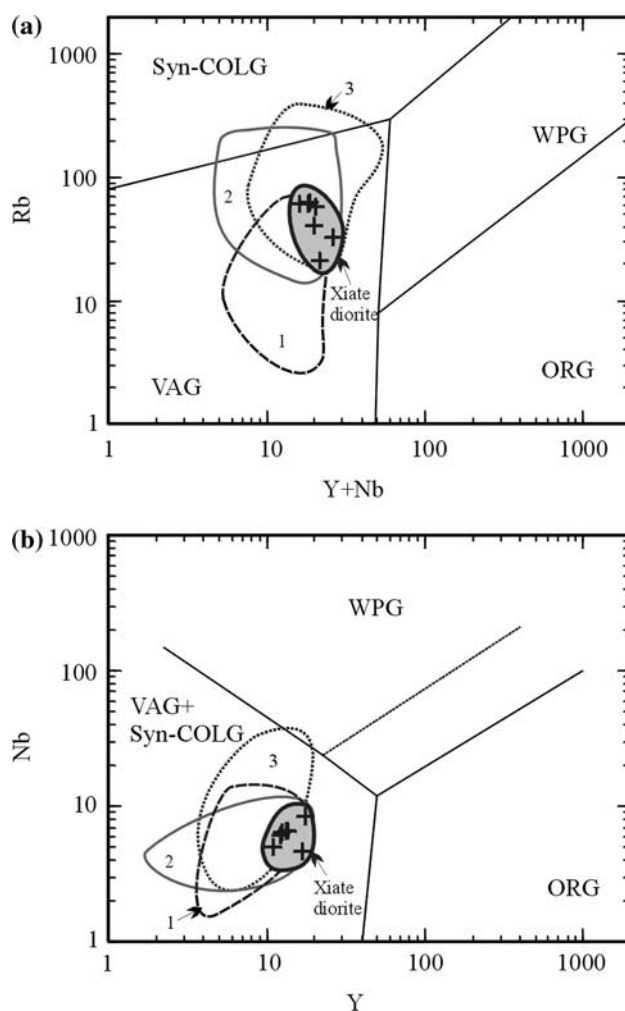 (a)
1000
Syn-COLG
3
WPG
100
2
Rb
Xiate
diorite
10
1
ORG
VAG
1
1
10
100
1000
Y+Nb
(b)
1000
WPG
100
VAG+
Syn-COLG
3
Nb
10
2
Xiate
diorite
1
ORG
1
1
10
100
1000
Y